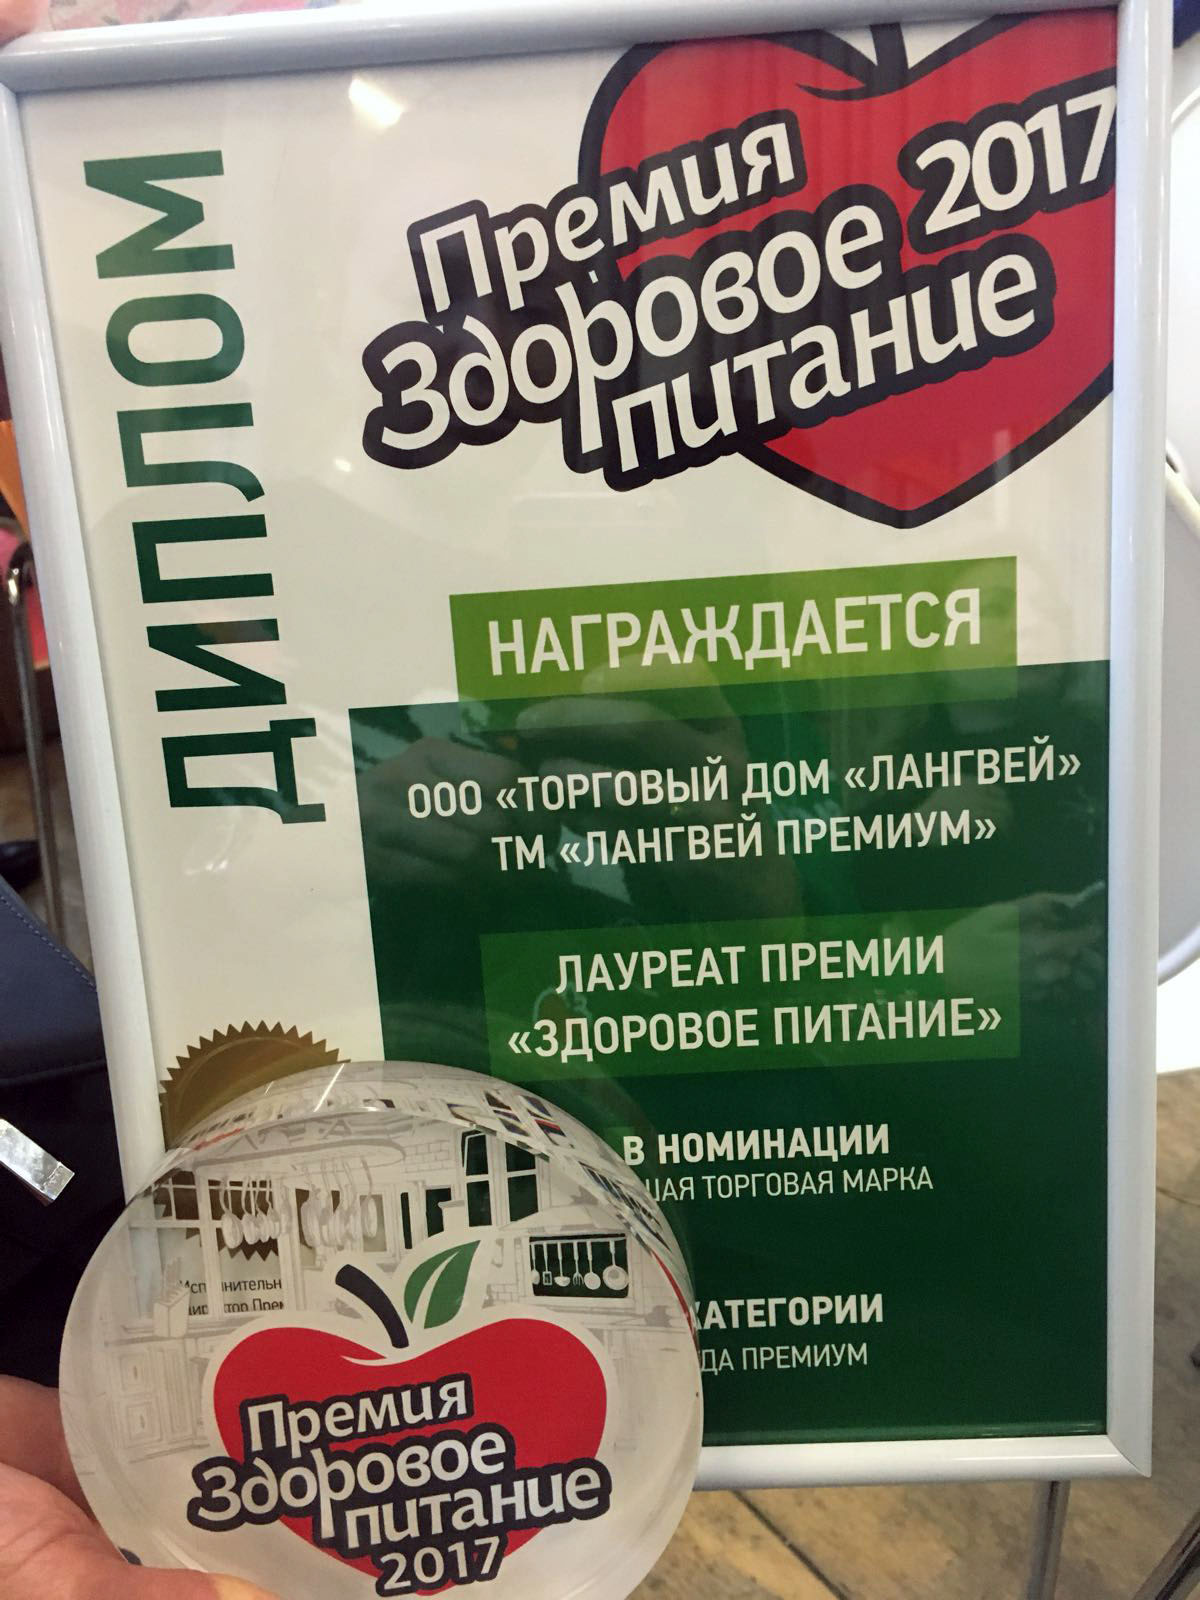 ДИПЛОМ
Премия
Здоровое 2017
питание
НАГРАЖДАЕТСЯ
ООО «ТОРГОВЫЙ ДОМ «ЛАНГВЕЙ»
ТМ «ЛАНГВЕЙ ПРЕМИУМ»
ЛАУРЕАТ ПРЕМИИ
«ЗДОРОВОЕ ПИТАНИЕ»
В НОМИНАЦИИ
ТОРГОВАЯ МАРКА
КАТЕГОРИИ
ПРЕМИУМ
Премия
Здоровое
питание
2017